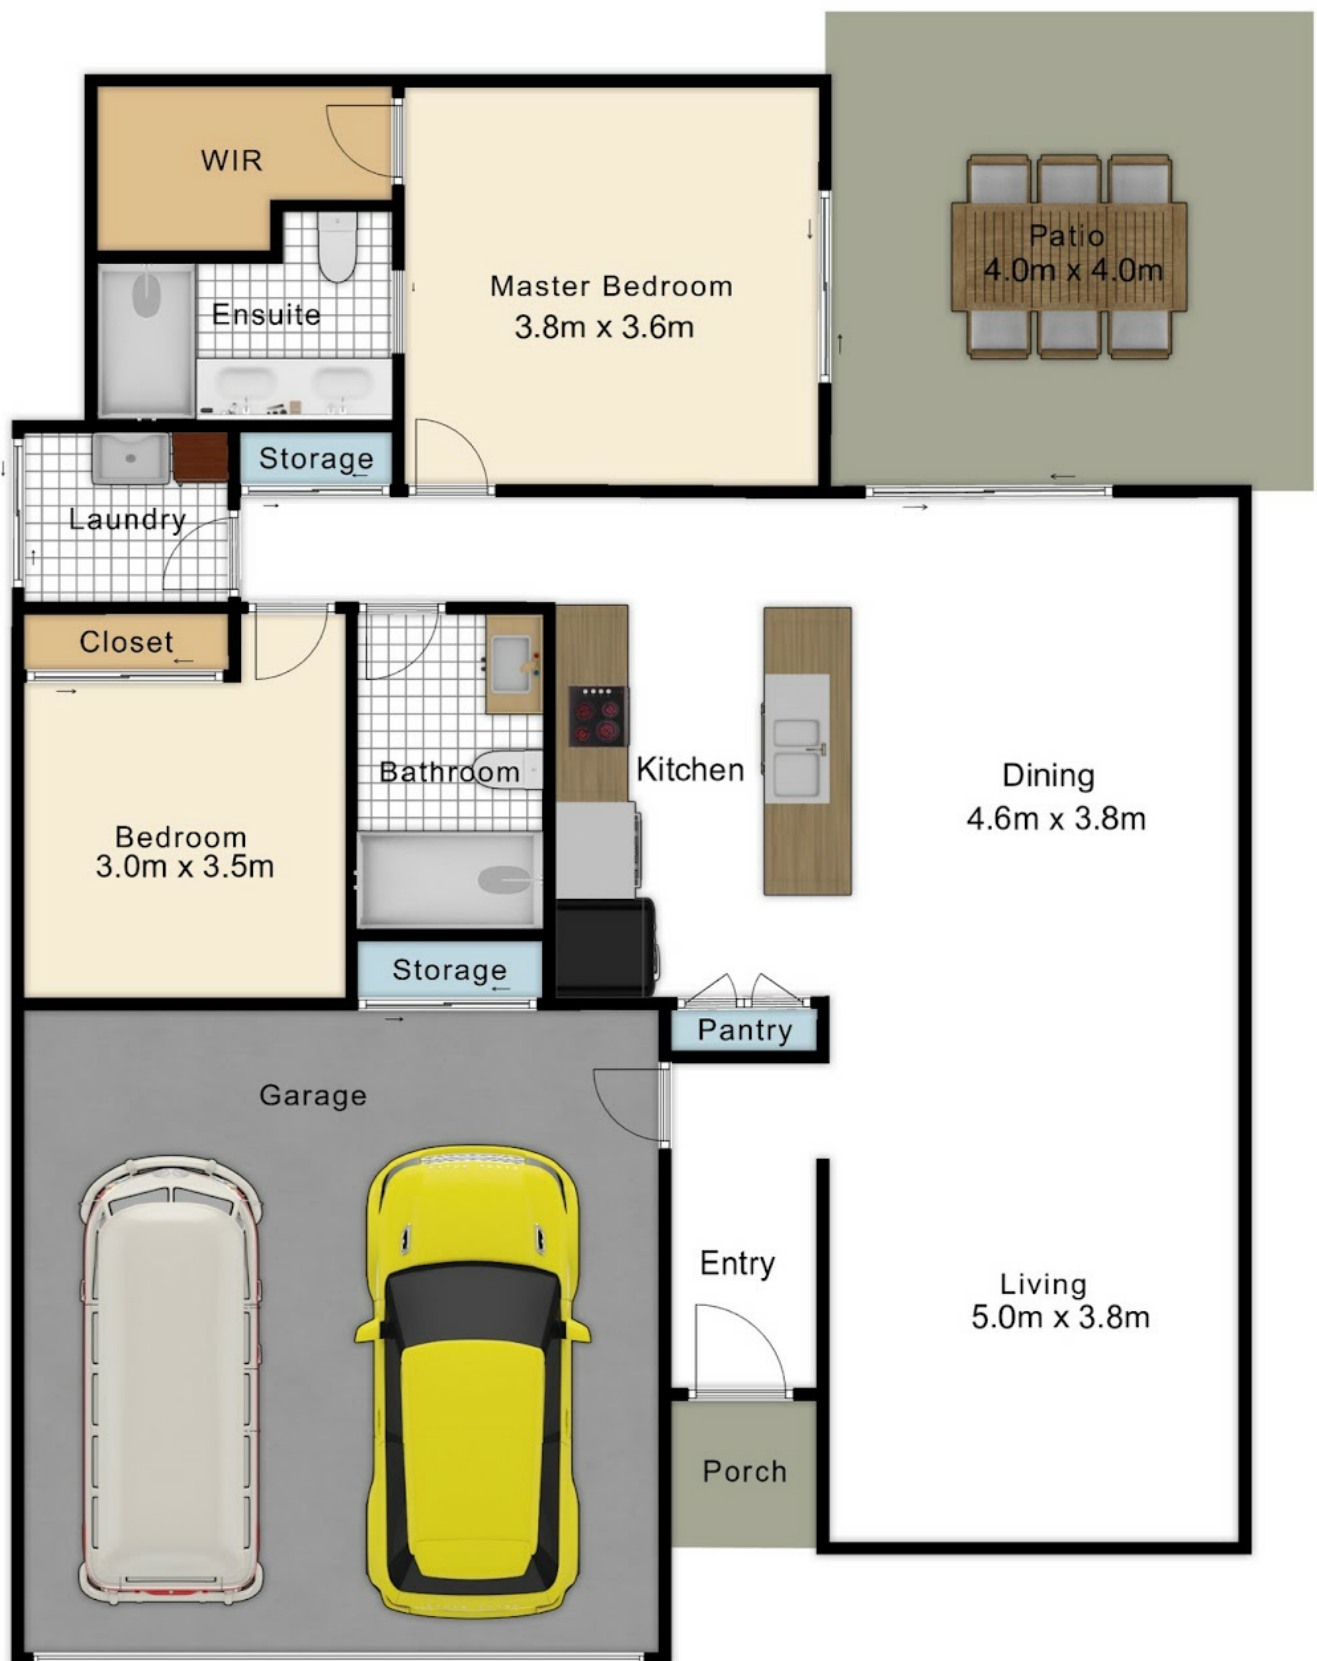 WIR
Patio
4.0m x 4.0m
Master Bedroom
3.8m x 3.6m
Ensuite
Storage
Laundry
Closet
Kitchen
Dining
4.6m x 3.8m
Bathroom
Bedroom
3.0m x 3.5m
Storage
Pantry
Garage
Entry
Living
5.0m x 3.8m
Porch